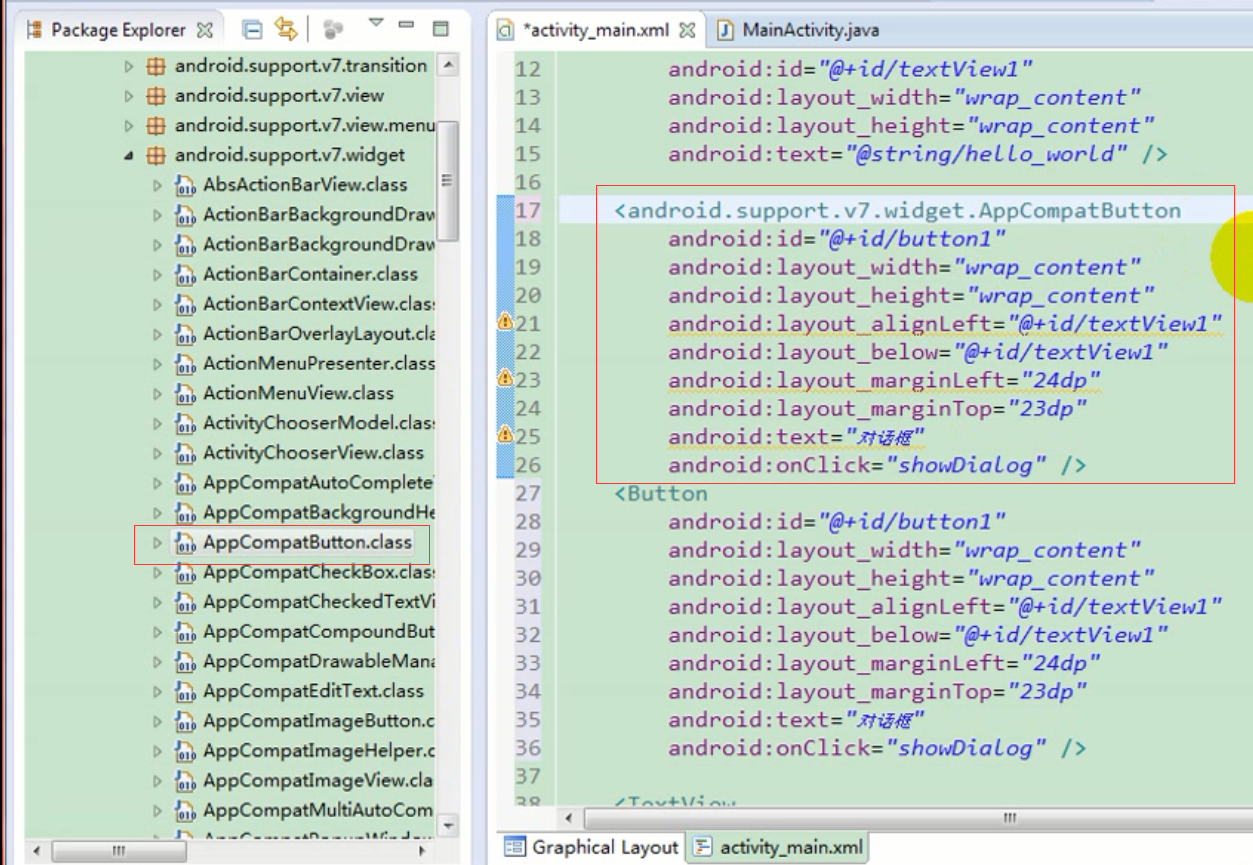 Package Explorer
android.support.v7.transition
android.support.v7.view
android.support.v7.view.menu
android.support.v7.widget
AbsActionBarView.class
ActionBarBackgroundDraw
ActionBarBackgroundDraw
ActionBarContainer.class
ActionBarContextView.clas
ActionBarOverlayLayout.cla
ActionMenuPresenter.class
ActionMenuView.class
ActivityChooserModel.class
ActivityChooserView.class
AppCompatAutoComplete
AppCompatBackgroundHe
AppCompatButton.class
AppCompatCheckBox.class
AppCompatCheckedTextVi
AppCompatCompoundBut
AppCompatDrawableMana
AppCompatEditText.class
AppCompatImageButton.c
AppCompatImageHelper.c
AppCompatImageView.cla
AppCompatMultiAutoCom
AppCompatPopupWindow
*activity_main.xml
MainActivity.java
12 android:id="@+id/textView1"
13 android:layout_width="wrap_content"
14 android:layout_height="wrap_content"
15 android:text="@string/hello_world" />
16
17 <android.support.v7.widget.AppCompatButton
18 android:id="@+id/button1"
19 android:layout_width="wrap_content"
20 android:layout_height="wrap_content"
21 android:layout_alignLeft="@+id/textView1"
22 android:layout_below="@+id/textView1"
23 android:layout_marginLeft="24dp"
24 android:layout_marginTop="23dp"
25 android:text="对话框"
26 android:onClick="showDialog" />
27 <Button
28 android:id="@+id/button1"
29 android:layout_width="wrap_content"
30 android:layout_height="wrap_content"
31 android:layout_alignLeft="@+id/textView1"
32 android:layout_below="@+id/textView1"
33 android:layout_marginLeft="24dp"
34 android:layout_marginTop="23dp"
35 android:text="对话框"
36 android:onClick="showDialog" />
37
38 <TextView
Graphical Layout
activity_main.xml